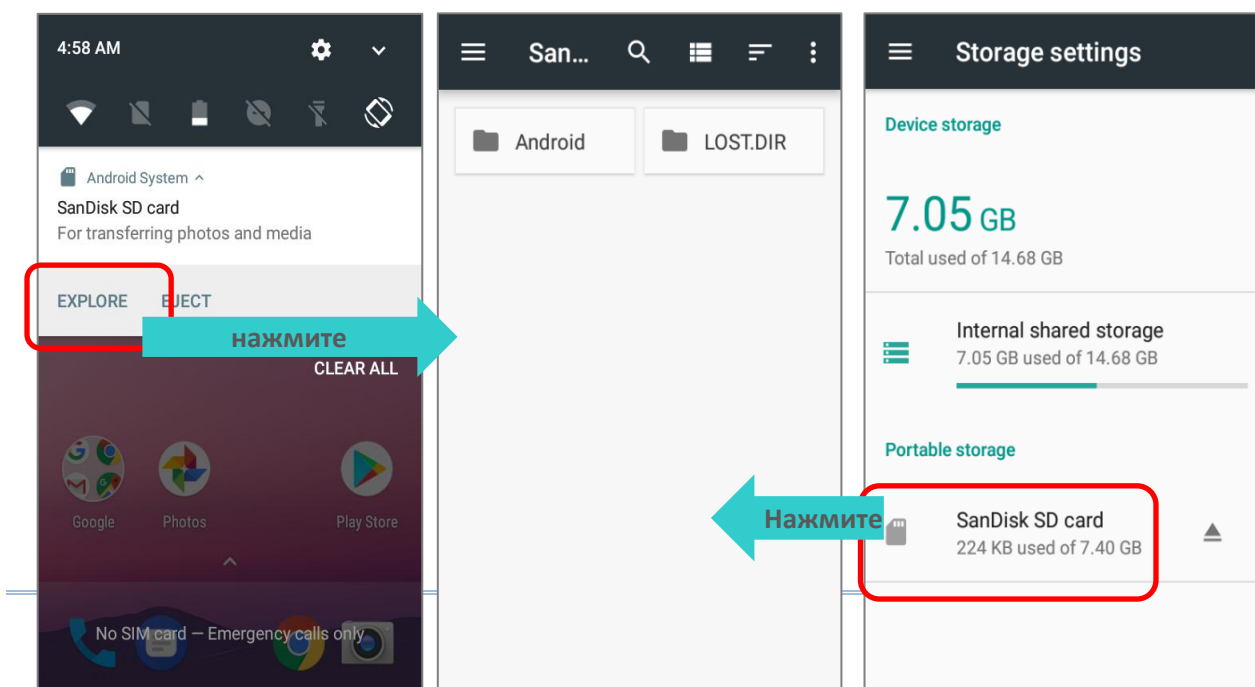 4:58 AM
Android System
SanDisk SD card
For transferring photos and media
EXPLORE EJECT
нажмите
CLEAR ALL
Google Photos Play Store
No SIM card – Emergency calls only
San...
Android LOST.DIR
Нажмите
Storage settings
Device storage
7.05 GB
Total used of 14.68 GB
Internal shared storage
7.05 GB used of 14.68 GB
Portable storage
SanDisk SD card
224 KB used of 7.40 GB